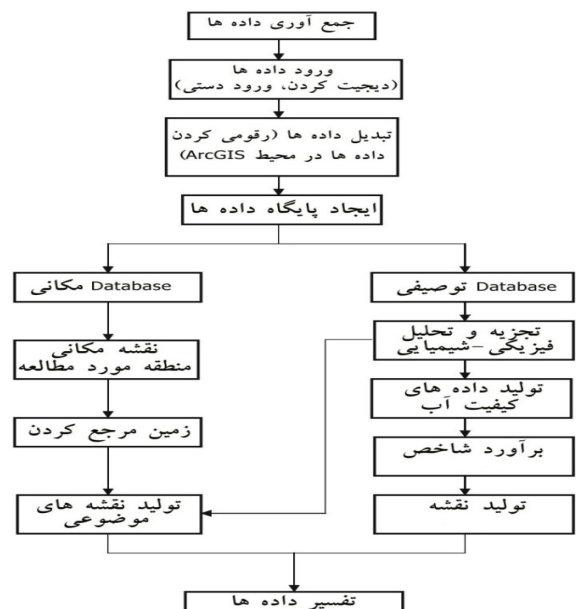 جمع آوری داده ها
ورود داده ها
(دیجیت کردن، ورود دستی)
تبدیل داده ها (رقومی کردن
داده ها در محیط ArcGIS)
ایجاد پایگاه داده ها
Database مکانی
نقشه مکانی
منطقه مورد مطالعه
زمین مرجع کردن
تولید نقشه های
موضوعی
Database توصیفی
تجزیه و تحلیل
فیزیکی-شیمیایی
تولید داده های
کیفیت آب
برآورد شاخص
تولید نقشه
تفسیر داده ها